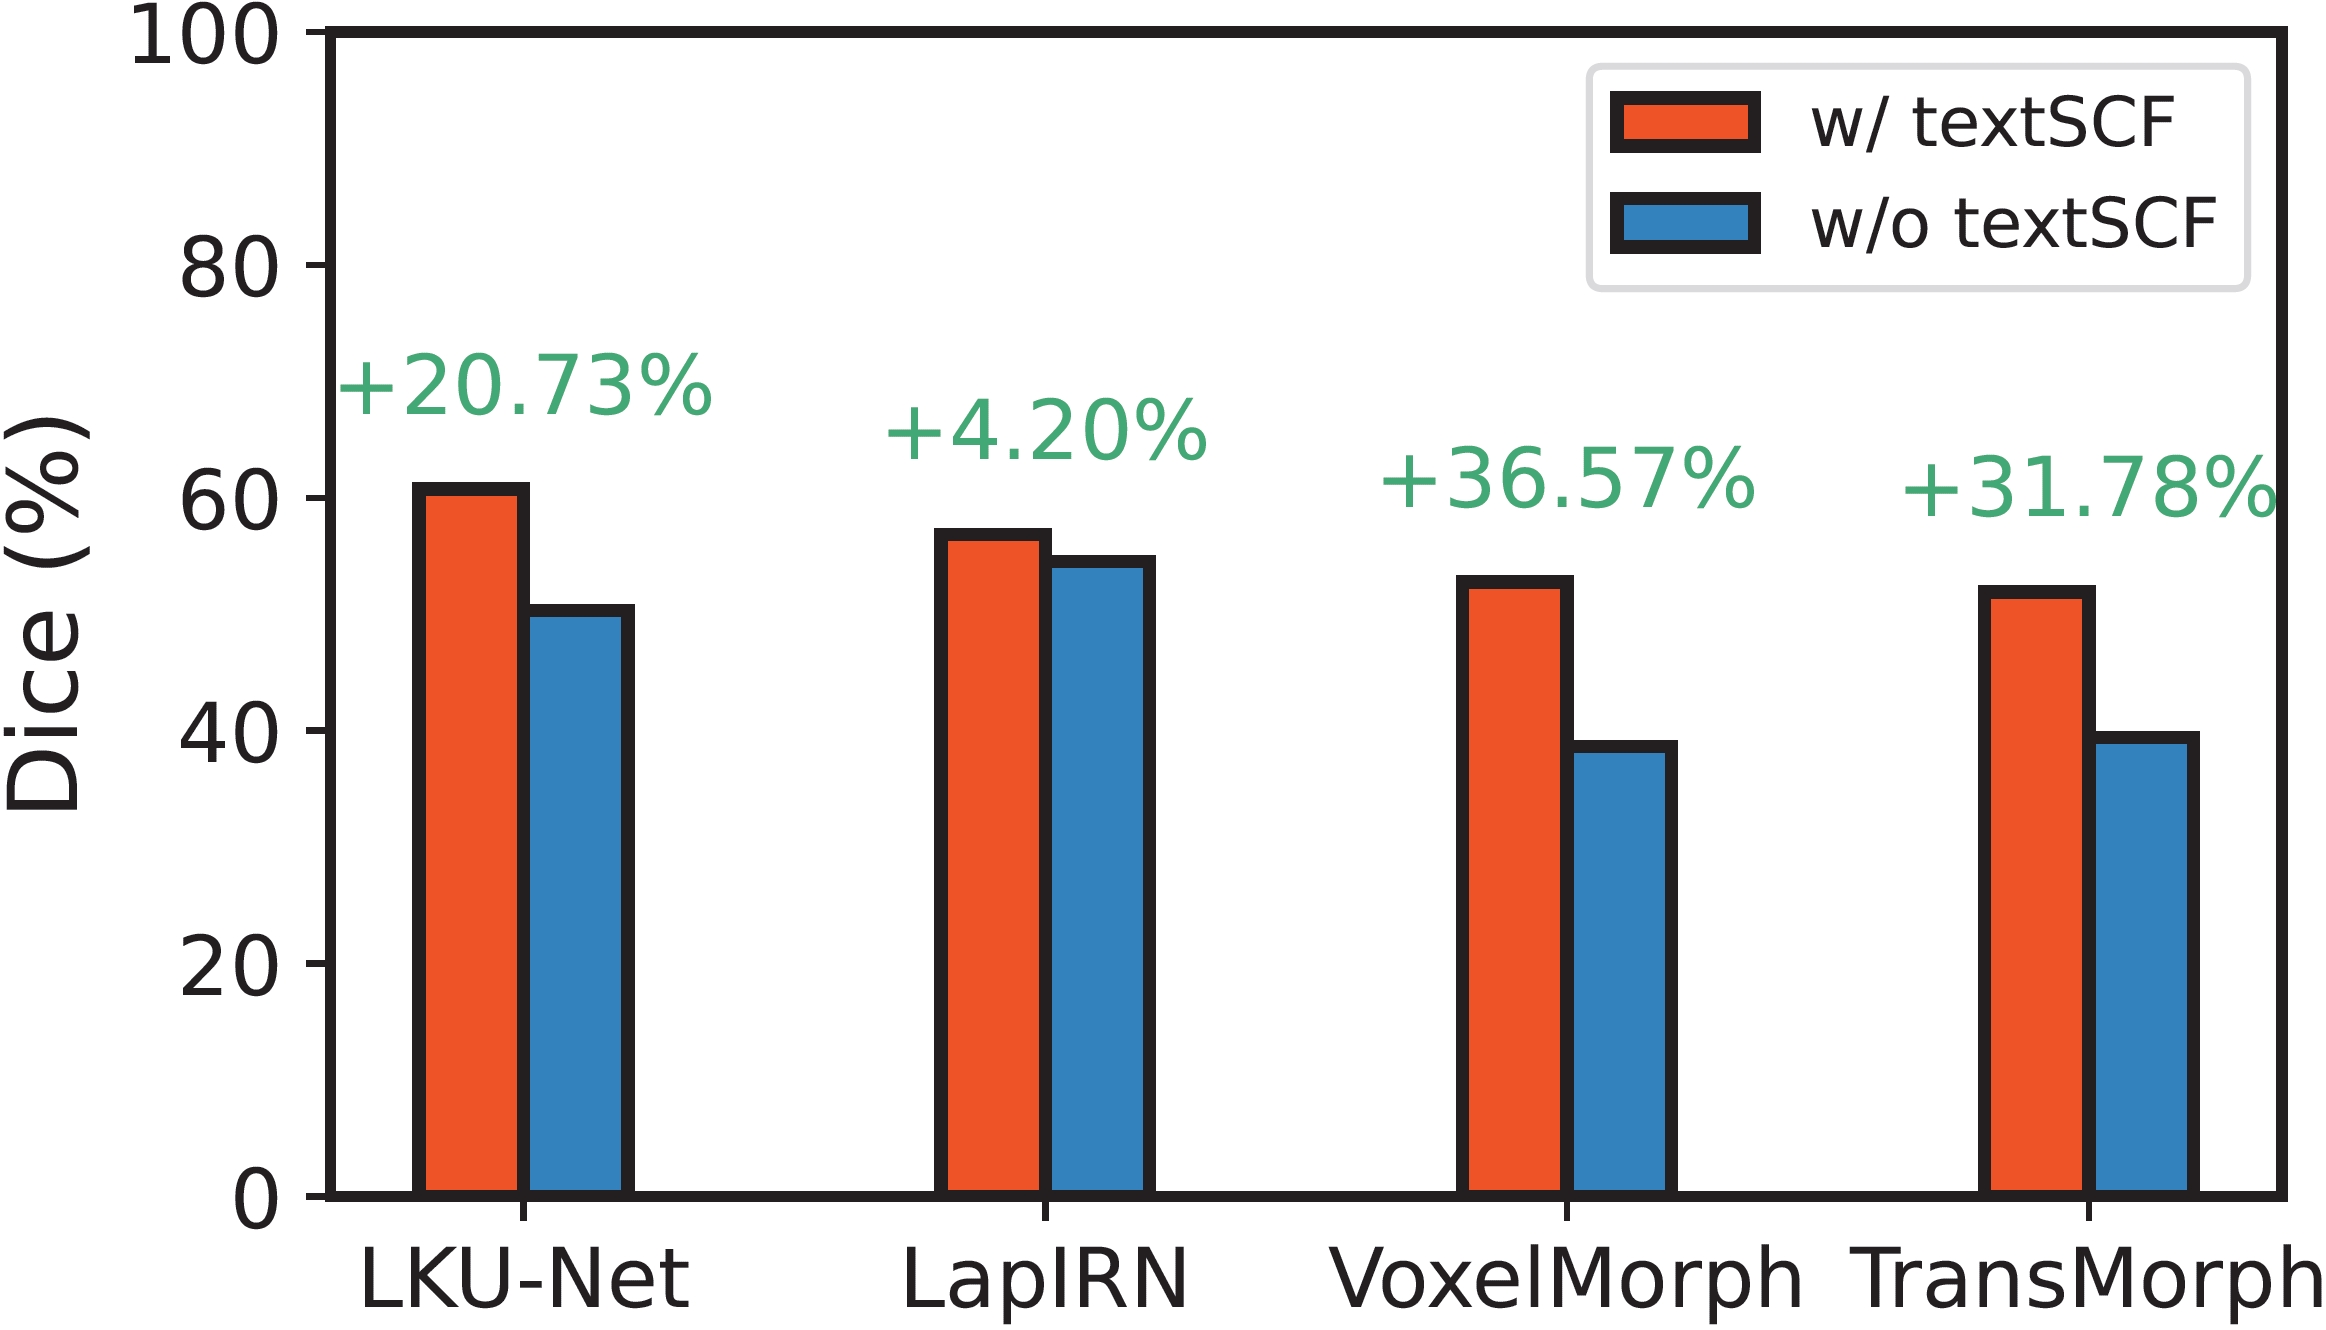 Dice (%)
100
80
60
40
20
0
w/ textSCF
w/o textSCF
+20.73%
+4.20%
+36.57%
+31.78%
LKU-Net
LapIRN
VoxelMorph
TransMorph